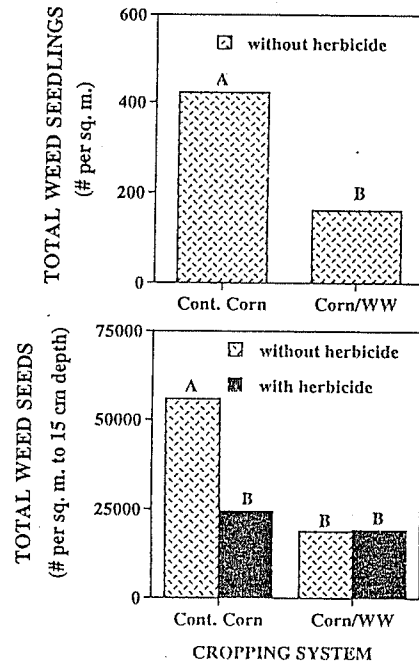 TOTAL WEED SEEDLINGS
(# per sq. m.)
600
400
200
0
without herbicide
A
B
Cont. Corn
Corn/WW
TOTAL WEED SEEDS
(# per sq. m. to 15 cm depth)
75000
50000
25000
0
without herbicide
with herbicide
A
B
B
B
Cont. Corn
Corn/WW
CROPPING SYSTEM